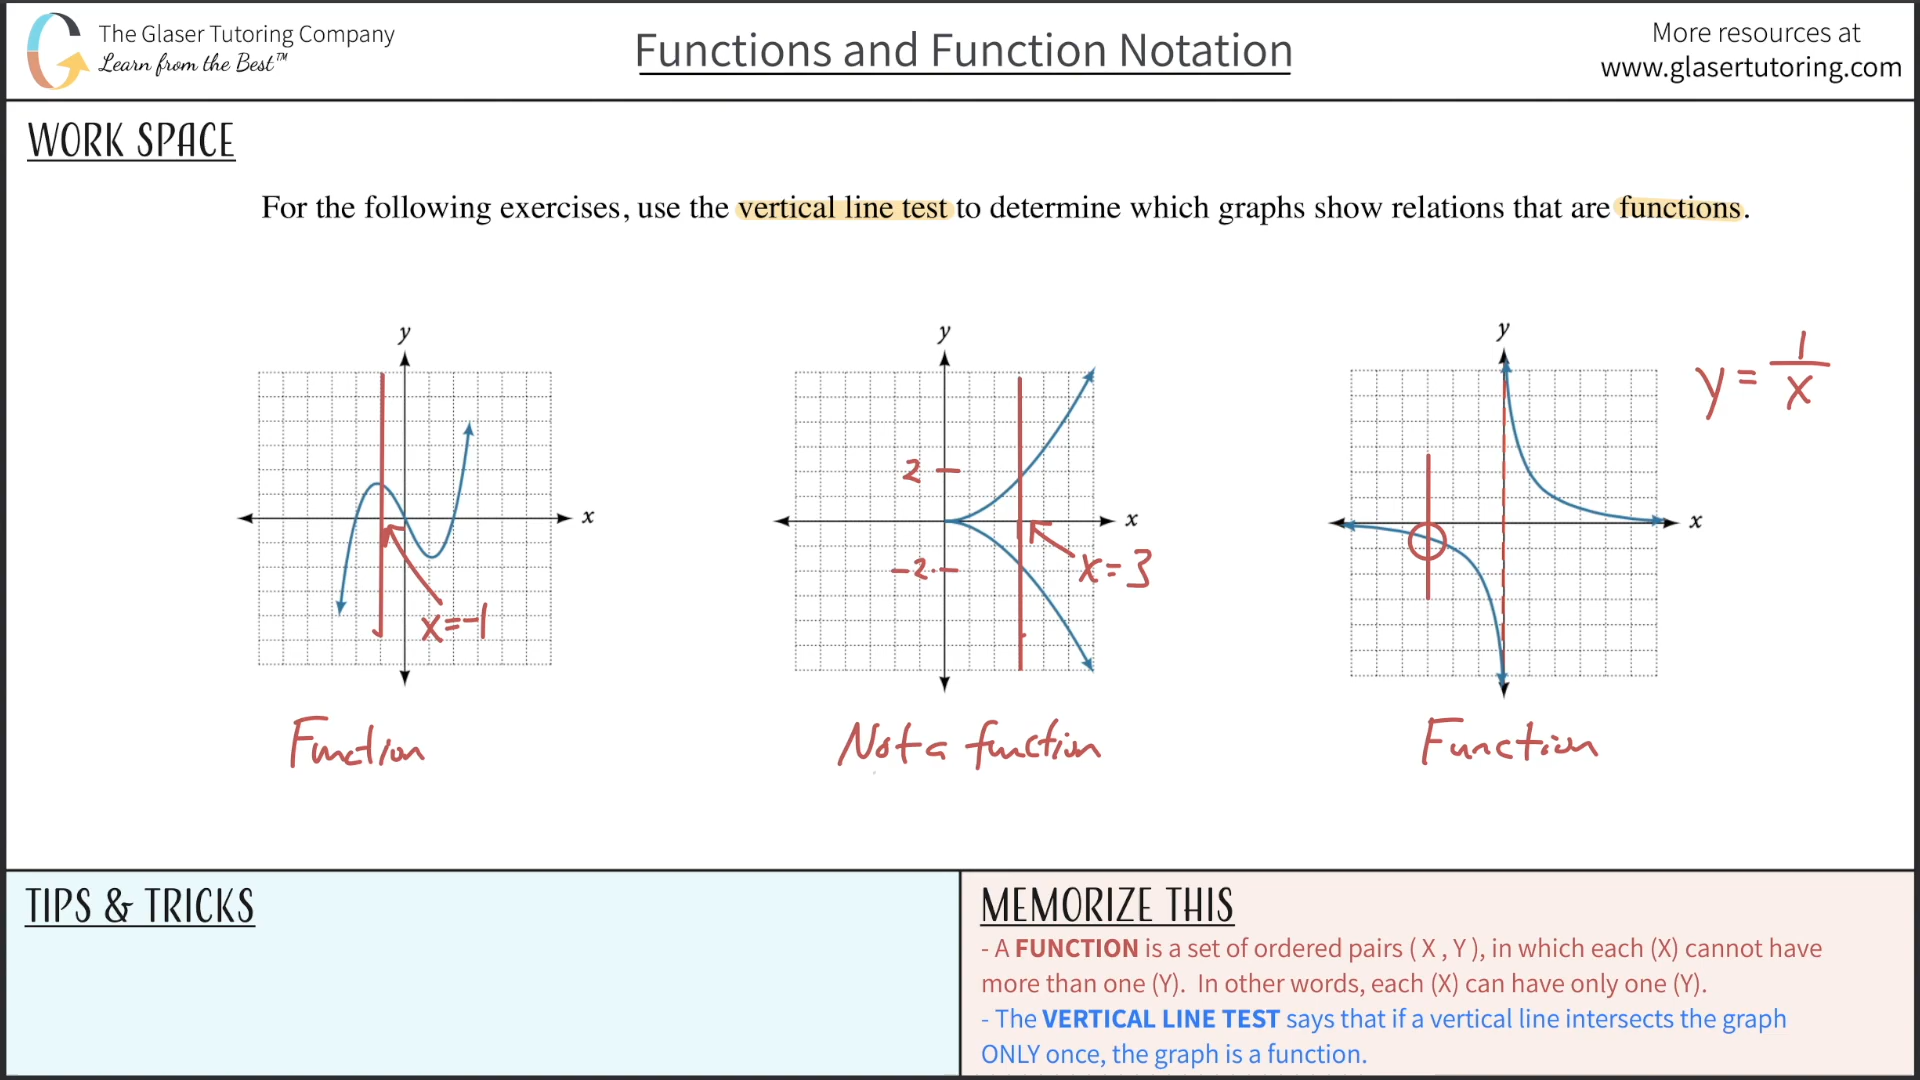 The Glaser Tutoring Company
Learn from the Best™
Functions and Function Notation
More resources at
www.glasertutoring.com
WORK SPACE
For the following exercises, use the vertical line test to determine which graphs show relations that are functions.
y
x
x=-1
Function
y
2
x
-2
x=3
Not a function
y
x
y = 1/x
Function
TIPS & TRICKS
MEMORIZE THIS
- A FUNCTION is a set of ordered pairs ( X , Y ), in which each (X) cannot have
more than one (Y). In other words, each (X) can have only one (Y).
- The VERTICAL LINE TEST says that if a vertical line intersects the graph
ONLY once, the graph is a function.